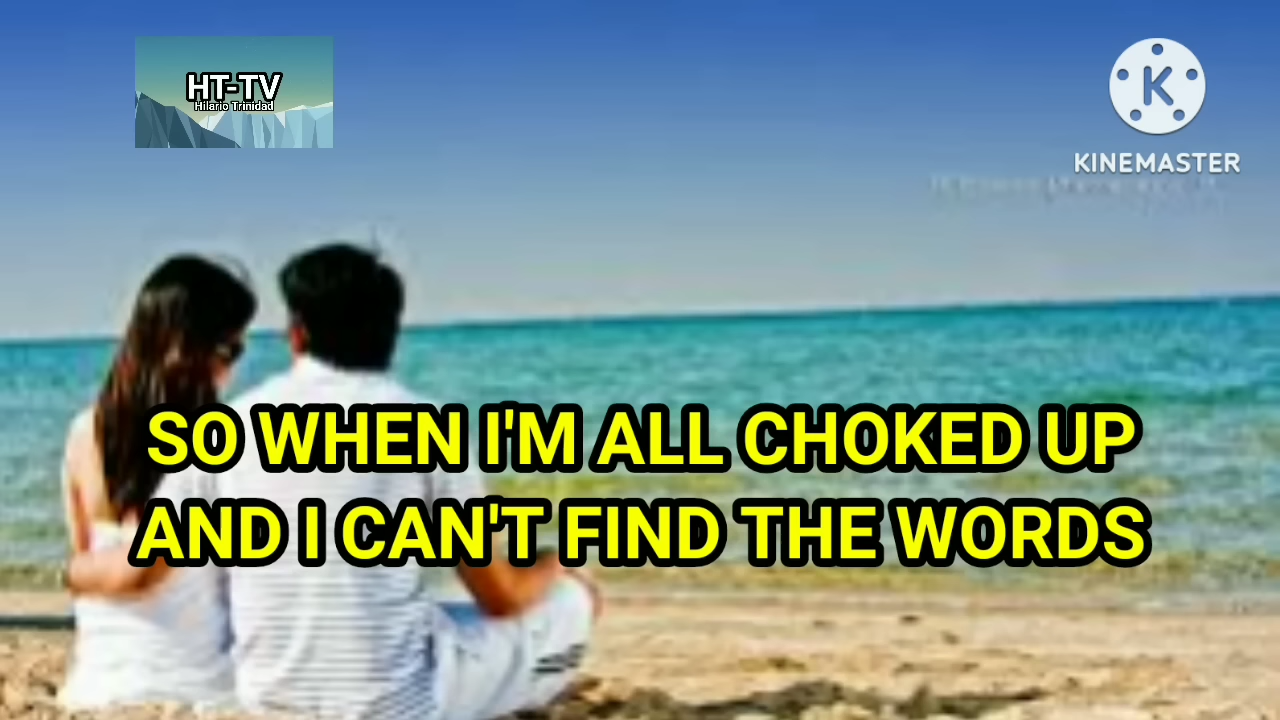 HT-TV
Hilario Trinidad
K
KINEMASTER
SO WHEN I'M ALL CHOKED UP
AND I CAN'T FIND THE WORDS